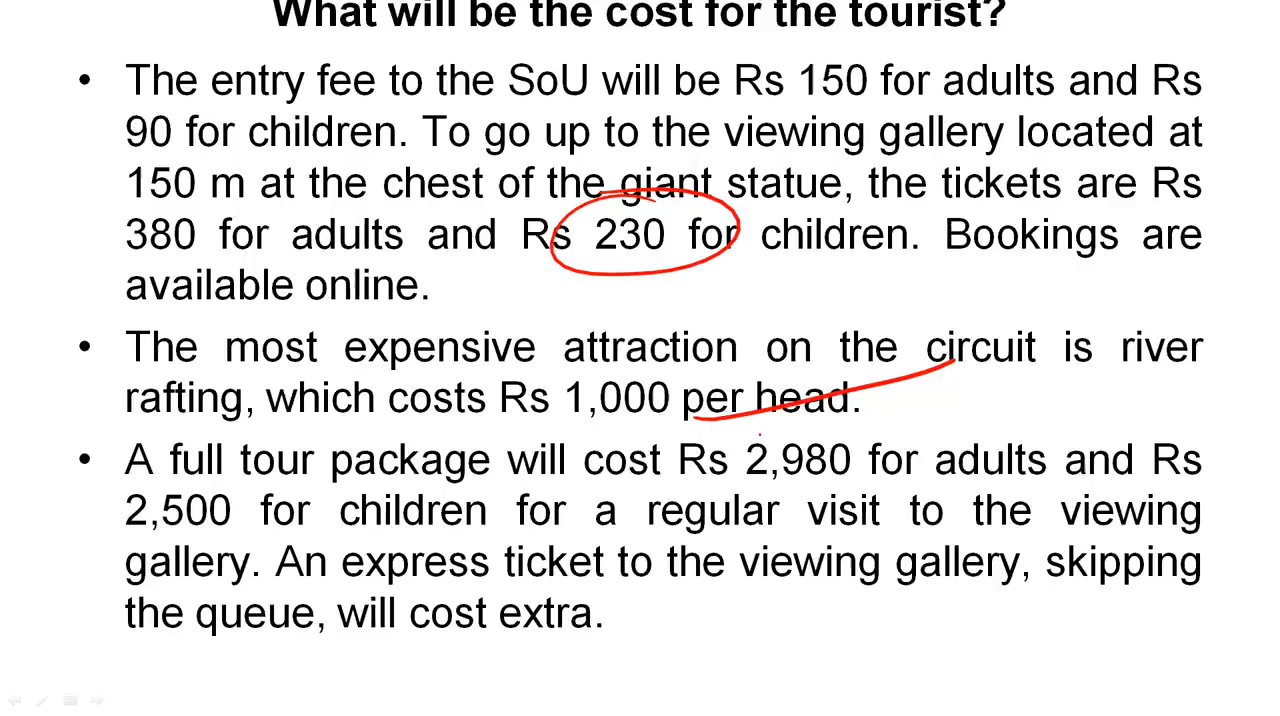 What will be the cost for the tourist?
• The entry fee to the SoU will be Rs 150 for adults and Rs
90 for children. To go up to the viewing gallery located at
150 m at the chest of the giant statue, the tickets are Rs
380 for adults and Rs 230 for children. Bookings are
available online.
• The most expensive attraction on the circuit is river
rafting, which costs Rs 1,000 per head.
• A full tour package will cost Rs 2,980 for adults and Rs
2,500 for children for a regular visit to the viewing
gallery. An express ticket to the viewing gallery, skipping
the queue, will cost extra.